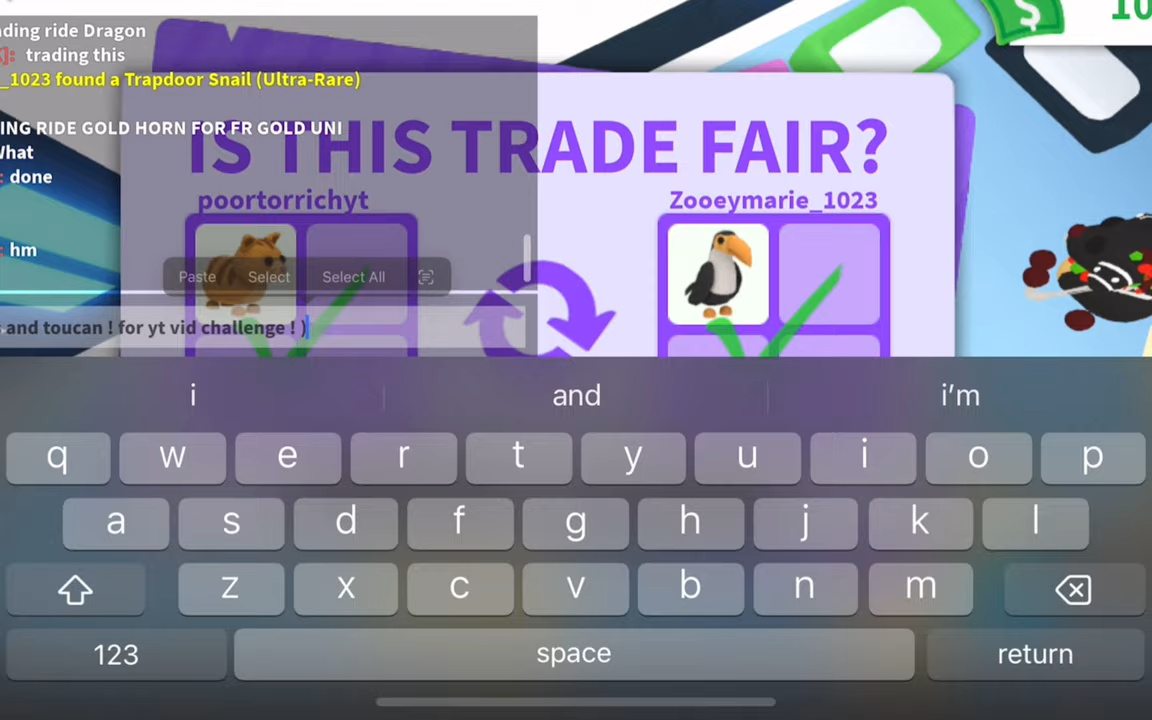 ading ride Dragon
]: trading this
_1023 found a Trapdoor Snail (Ultra-Rare)
ING RIDE GOLD HORN FOR FR GOLD UNI
What
: done
: hm
IS THIS TRADE FAIR?
poortorrichyt
Zooeymarie_1023
Paste Select Select All
and toucan ! for yt vid challenge ! )
$
10
i and i'm
q w e r t y u i o p
a s d f g h j k l
z x c v b n m
123 space return